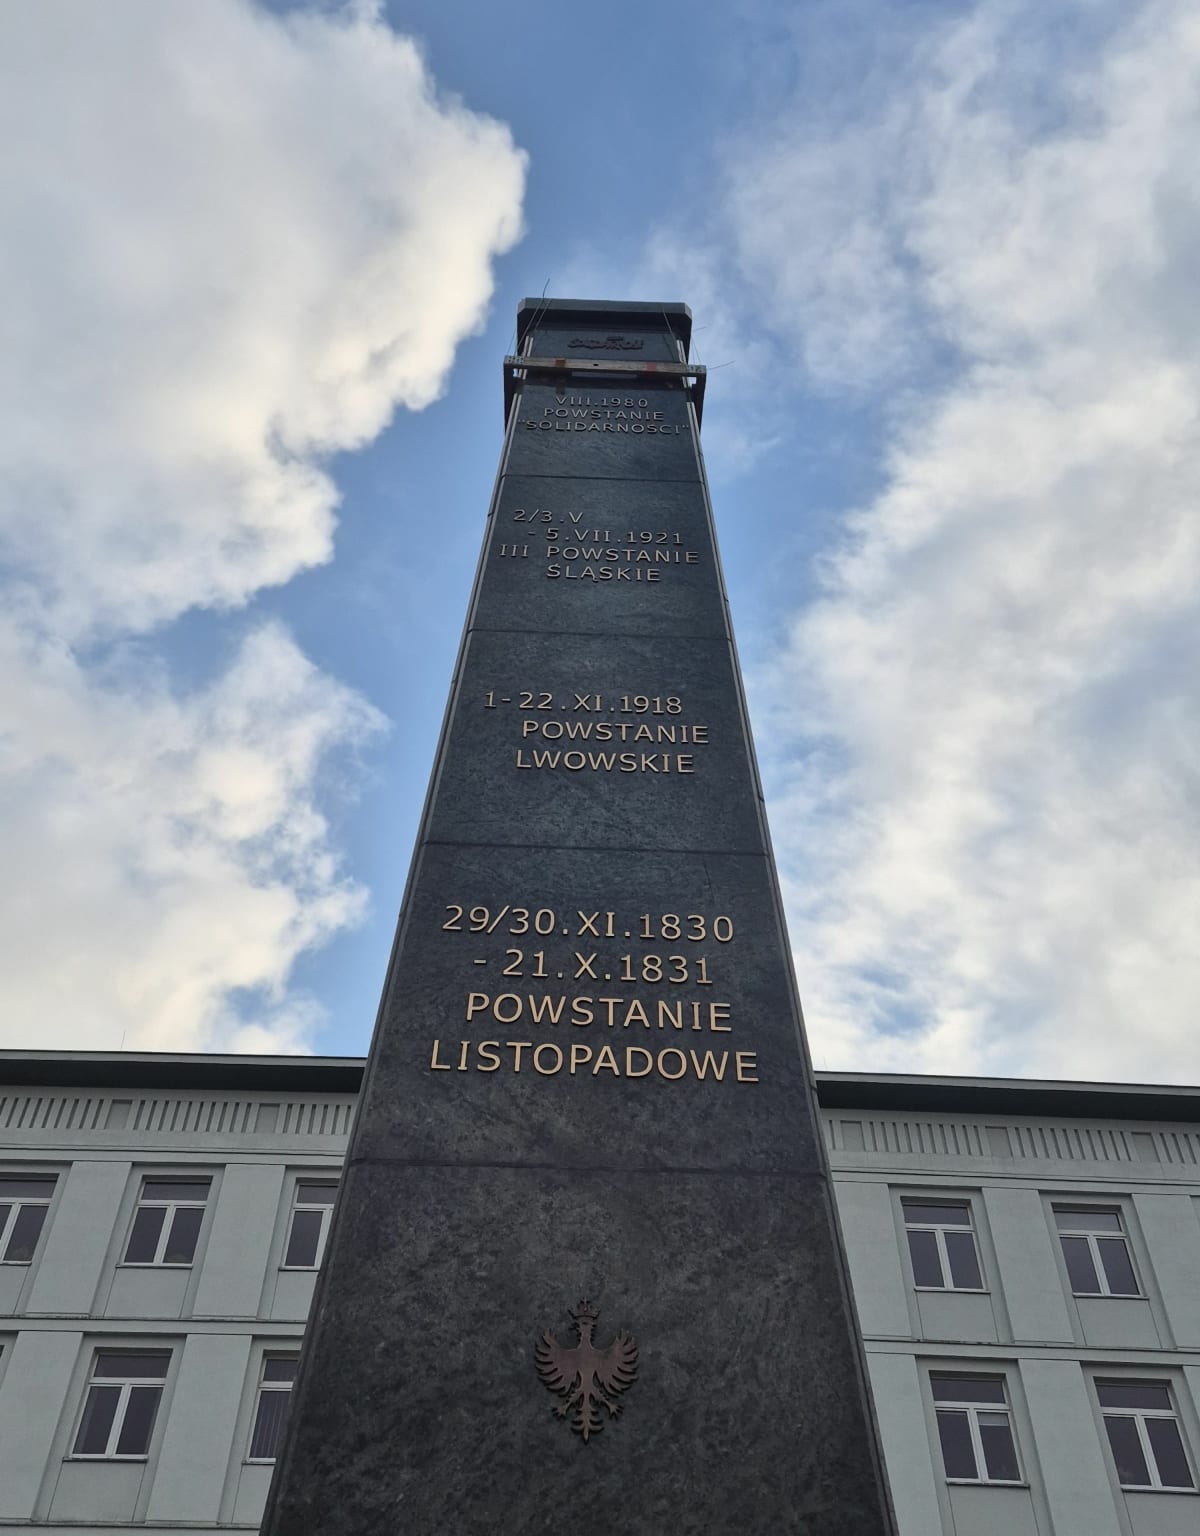 VIII.1980
POWSTANIE
"SOLIDARNOŚCI"
2/3.V
- 5.VII.1921
III POWSTANIE
ŚLĄSKIE
1-22.XI.1918
POWSTANIE
LWOWSKIE
29/30.XI.1830
- 21.X.1831
POWSTANIE
LISTOPADOWE